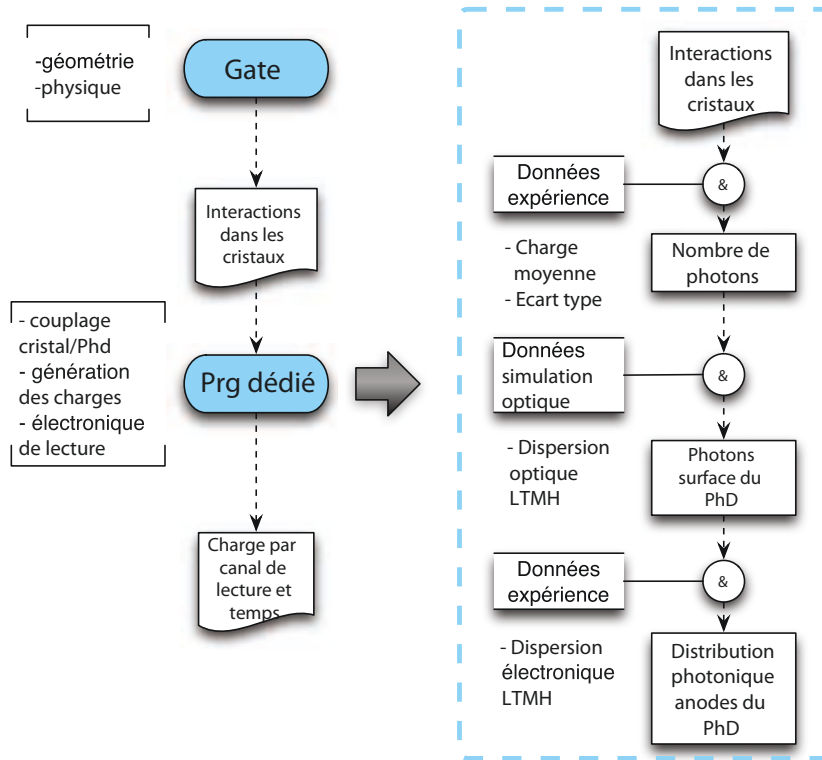 -géométrie
-physique
Gate
Interactions
dans les
cristaux
- couplage
cristal/Phd
- génération
des charges
- électronique
de lecture
Prg dédié
Charge par
canal de
lecture et
temps
Interactions
dans les
cristaux
Données
expérience
&
- Charge
moyenne
- Ecart type
Nombre de
photons
Données
simulation
optique
&
- Dispersion
optique
LTMH
Photons
surface du
PhD
Données
expérience
&
- Dispersion
électronique
LTMH
Distribution
photonique
anodes du
PhD